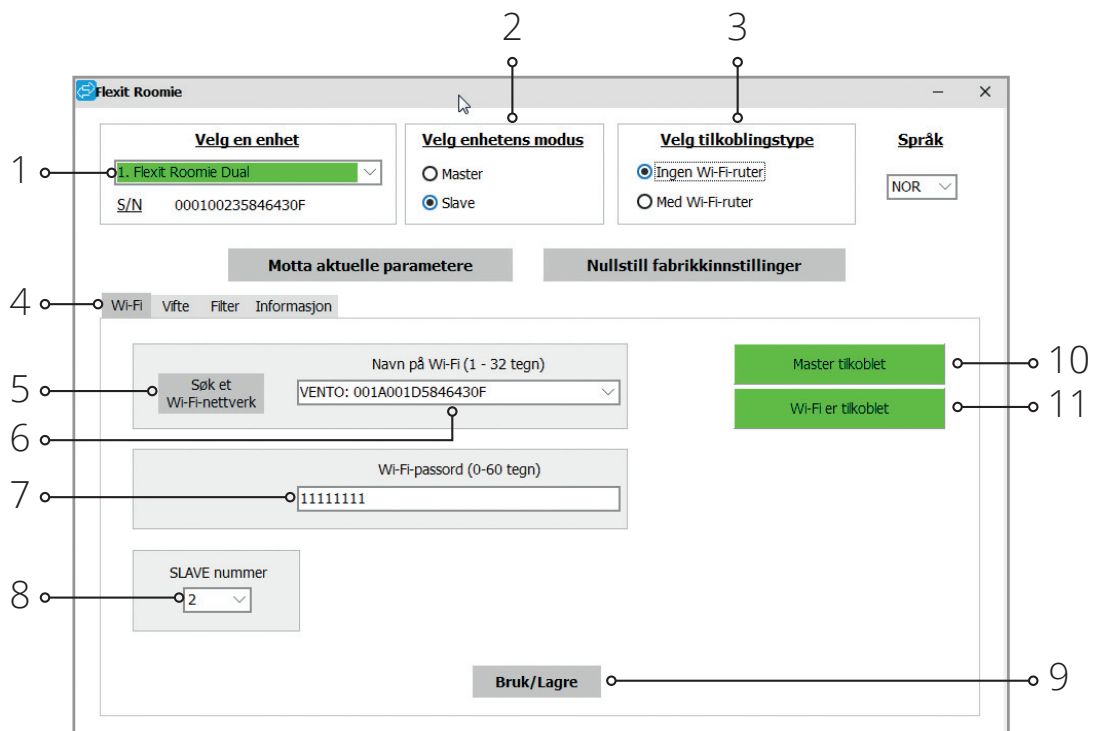 2
3
Flexit Roomie
Velg en enhet
Velg enhetens modus
Velg tilkoblingstype
Språk
1
1. Flexit Roomie Dual
Master
Ingen Wi-Fi-ruter
NOR
S/N 000100235846430F
Slave
Med Wi-Fi-ruter
Motta aktuelle parametere
Nullstill fabrikkinnstillinger
4
Wi-Fi Vifte Filter Informasjon
Navn på Wi-Fi (1 - 32 tegn)
Master tilkoblet
10
5
Søk et
Wi-Fi-nettverk
VENTO: 001A001D5846430F
Wi-Fi er tilkoblet
11
6
Wi-Fi-passord (0-60 tegn)
7
11111111
SLAVE nummer
8
2
Bruk/Lagre
9